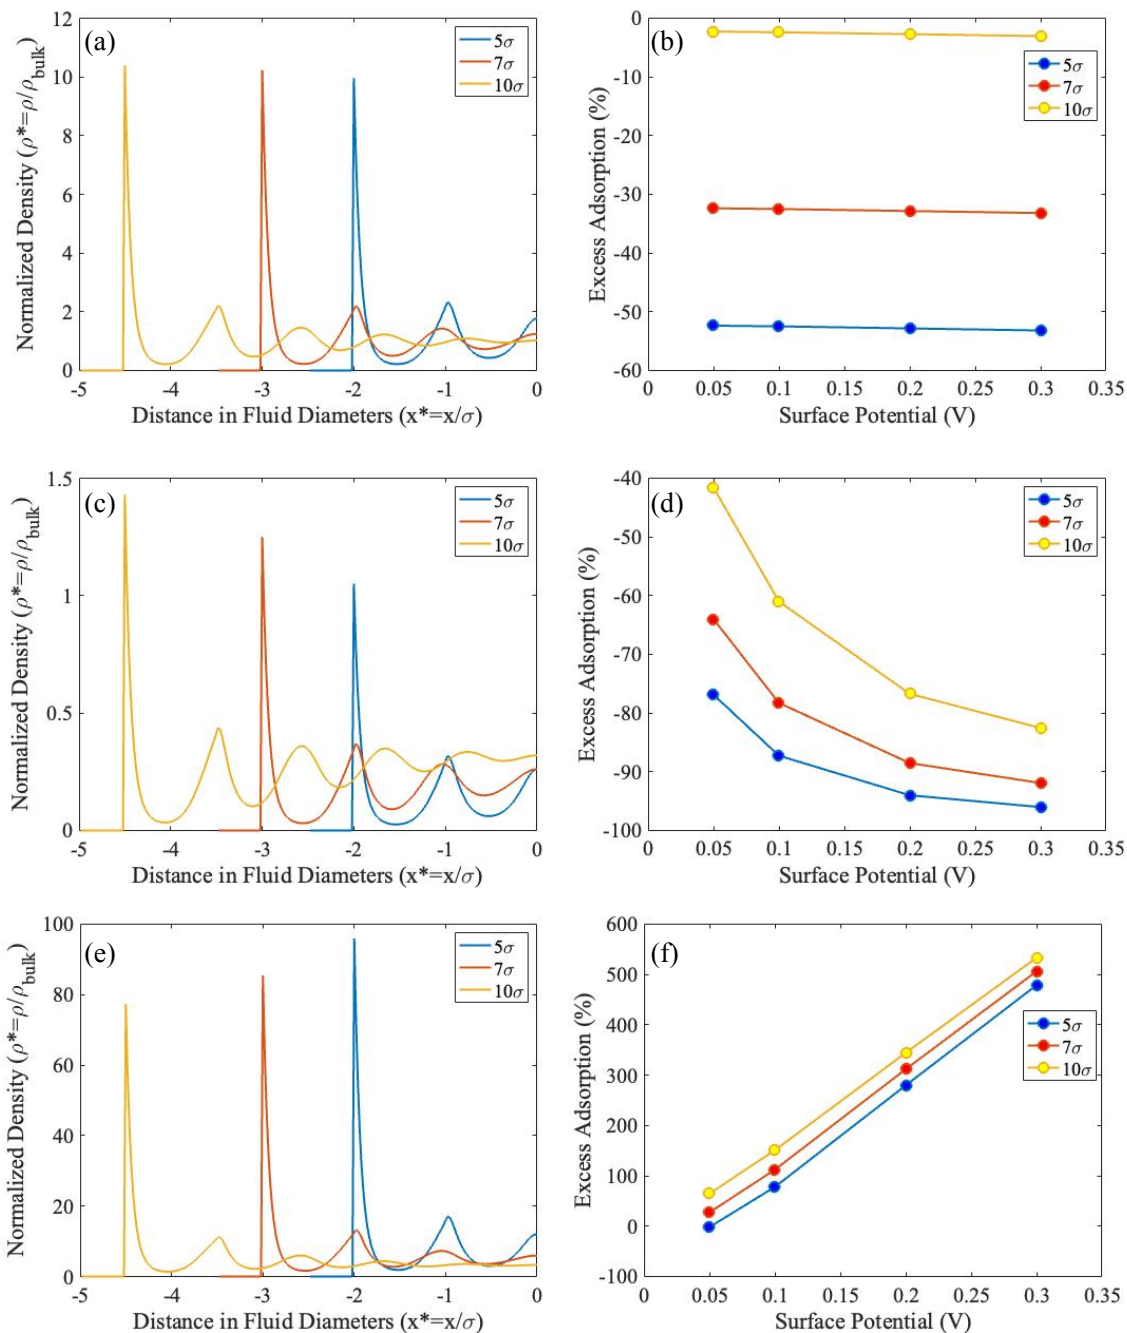 (a)
12
10
8
6
4
2
0
Normalized Density (ρ*=ρ/ρbulk)
5σ
7σ
10σ
-5
-4
-3
-2
-1
0
Distance in Fluid Diameters (x*=x/σ)
(b)
0
-10
-20
-30
-40
-50
-60
Excess Adsorption (%)
5σ
7σ
10σ
0
0.05
0.1
0.15
0.2
0.25
0.3
0.35
Surface Potential (V)
(c)
1.5
1
0.5
0
Normalized Density (ρ*=ρ/ρbulk)
5σ
7σ
10σ
-5
-4
-3
-2
-1
0
Distance in Fluid Diameters (x*=x/σ)
(d)
-40
-50
-60
-70
-80
-90
-100
Excess Adsorption (%)
5σ
7σ
10σ
0
0.05
0.1
0.15
0.2
0.25
0.3
0.35
Surface Potential (V)
(e)
100
80
60
40
20
0
Normalized Density (ρ*=ρ/ρbulk)
5σ
7σ
10σ
-5
-4
-3
-2
-1
0
Distance in Fluid Diameters (x*=x/σ)
(f)
600
500
400
300
200
100
0
-100
Excess Adsorption (%)
5σ
7σ
10σ
0
0.05
0.1
0.15
0.2
0.25
0.3
0.35
Surface Potential (V)